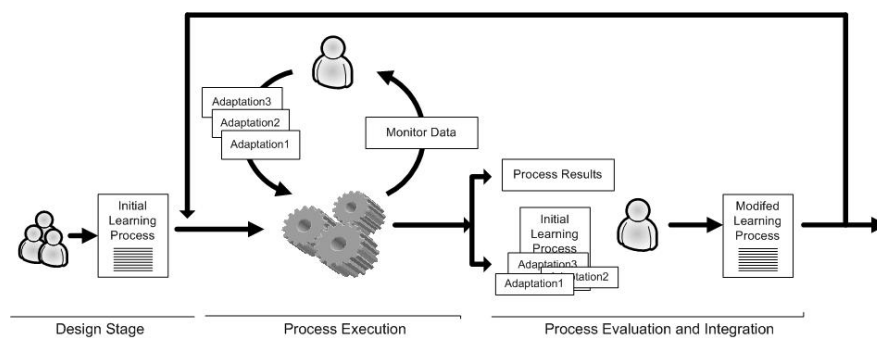 Adaptation3
Adaptation2
Adaptation1
Monitor Data
Initial
Learning
Process
Process Results
Initial
Learning
Process
Adaptation3
Adaptation2
Adaptation1
Modifed
Learning
Process
Design Stage
Process Execution
Process Evaluation and Integration